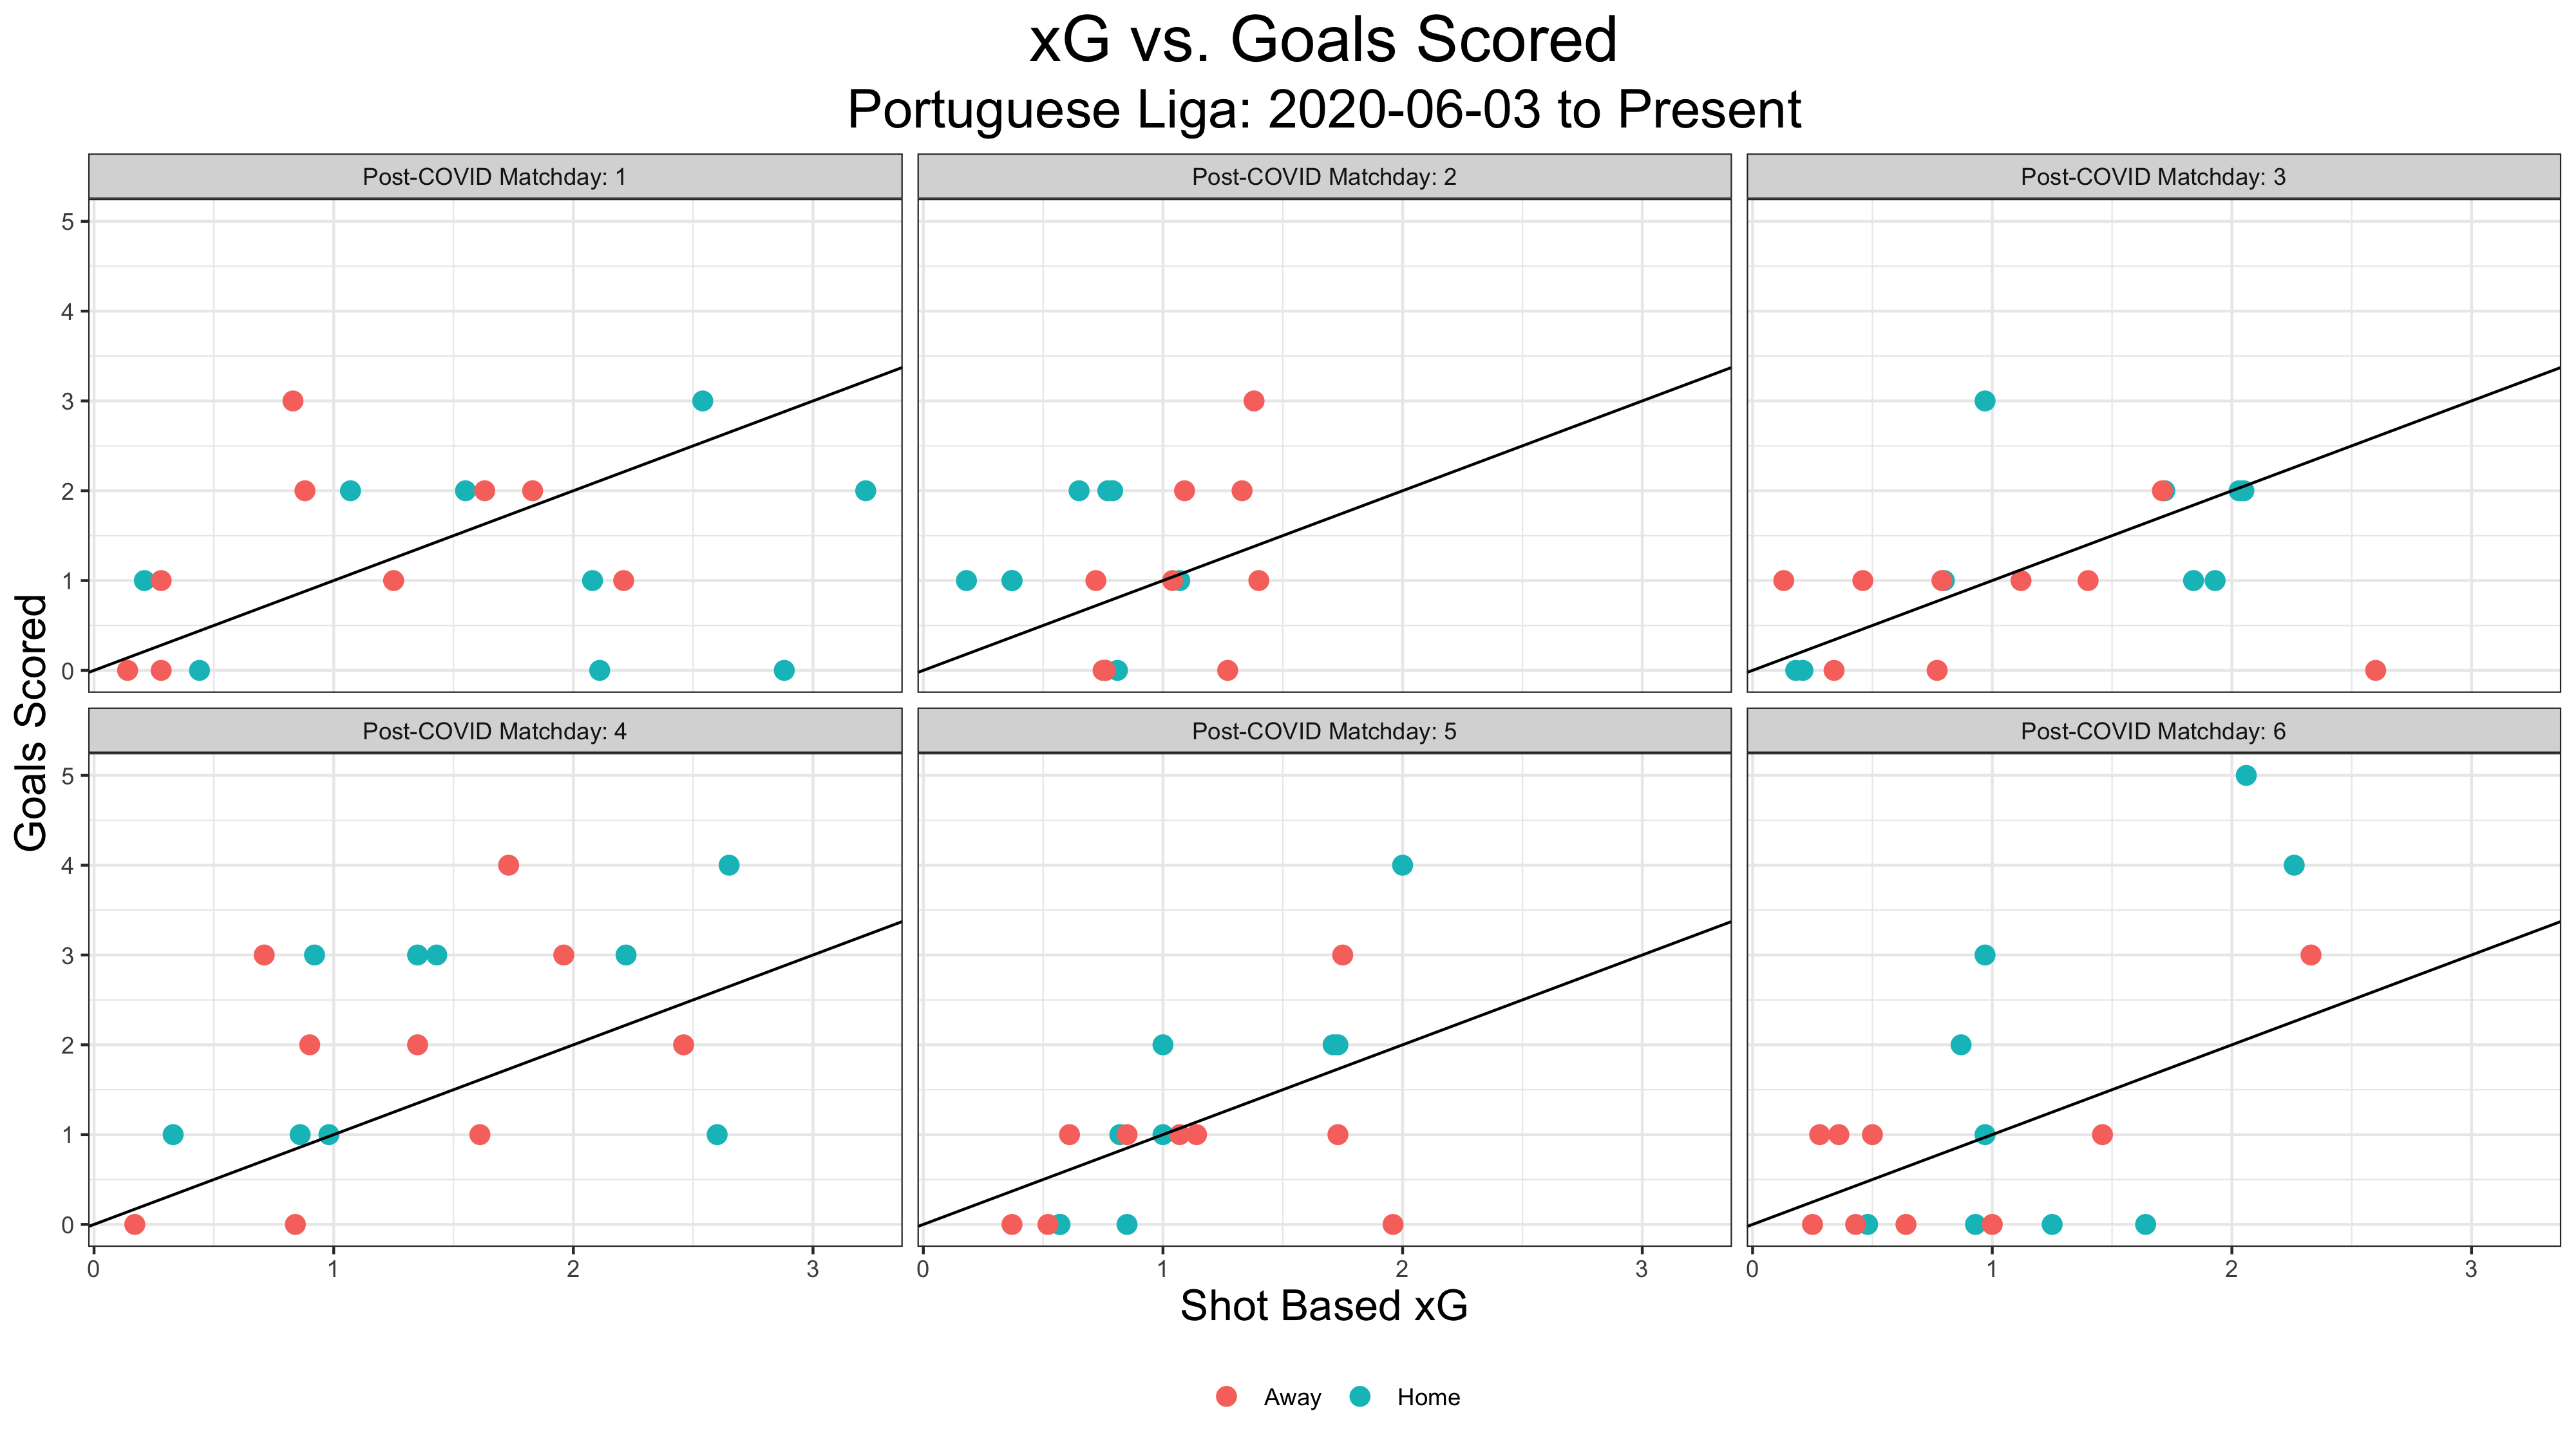 xG vs. Goals Scored
Portuguese Liga: 2020-06-03 to Present
Post-COVID Matchday: 1
Post-COVID Matchday: 2
Post-COVID Matchday: 3
5
4
3
2
1
0
Goals Scored
Post-COVID Matchday: 4
Post-COVID Matchday: 5
Post-COVID Matchday: 6
5
4
3
2
1
0
0 1 2 3 0 1 2 3 0 1 2 3
Shot Based xG
Away Home